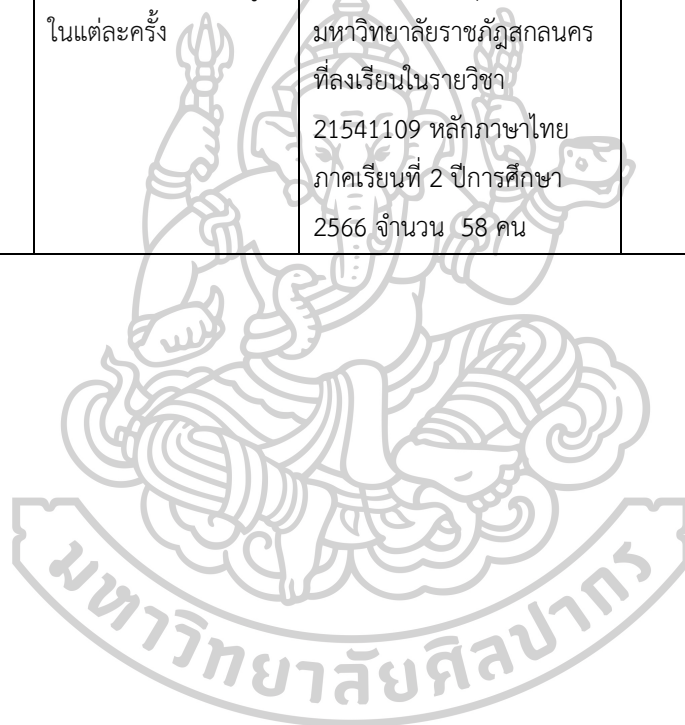 ในแต่ละครั้ง
มหาวิทยาลัยราชภัฏสกลนคร
ที่ลงเรียนในรายวิชา
21541109 หลักภาษาไทย
ภาคเรียนที่ 2 ปีการศึกษา
2566 จำนวน 58 คน
มหาวิทยาลัยศิลปากร